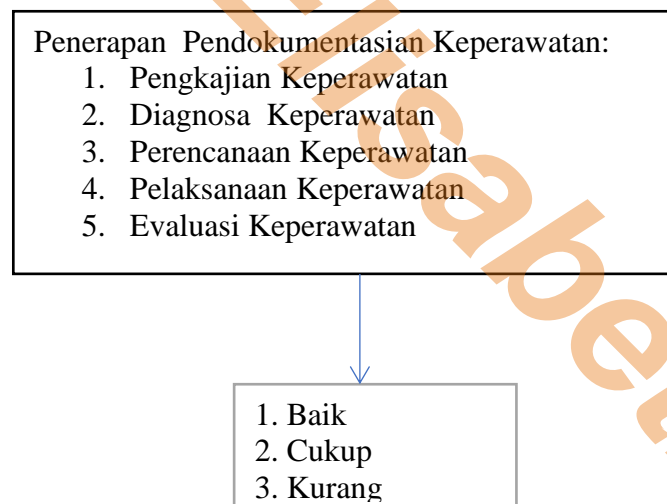 Penerapan Pendokumentasian Keperawatan:
1. Pengkajian Keperawatan
2. Diagnosa Keperawatan
3. Perencanaan Keperawatan
4. Pelaksanaan Keperawatan
5. Evaluasi Keperawatan
1. Baik
2. Cukup
3. Kurang